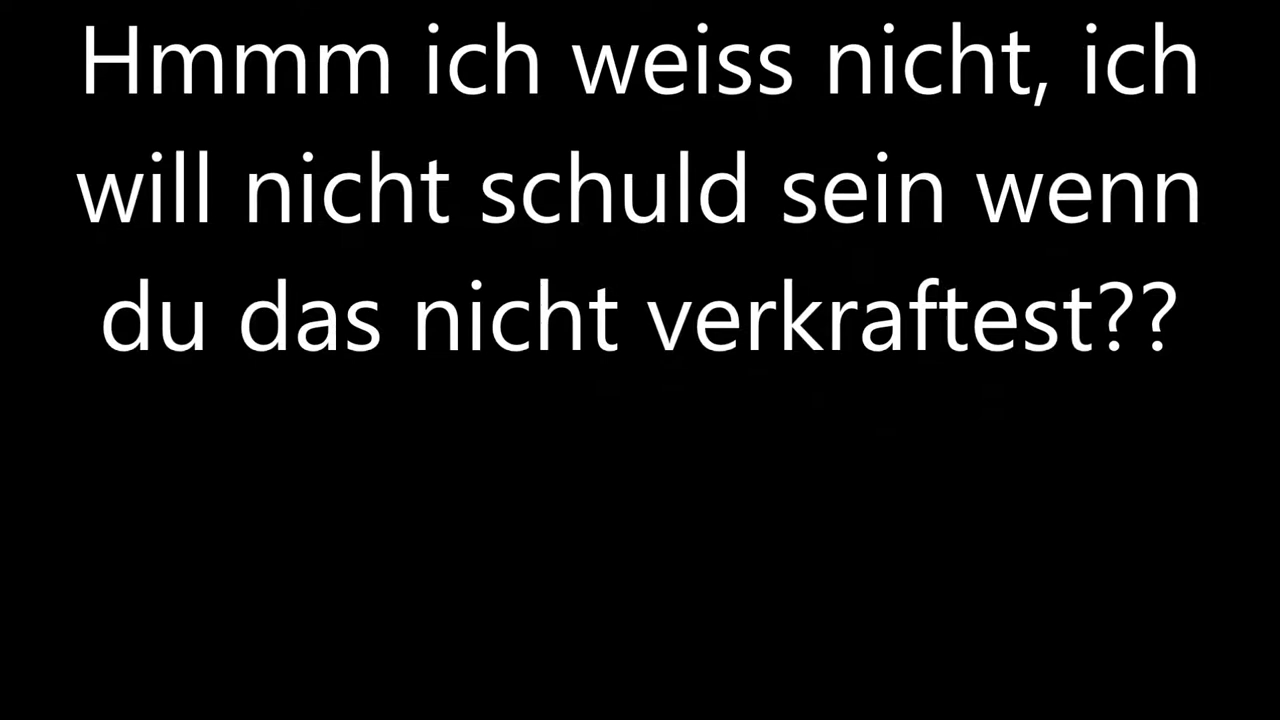 Hmmm ich weiss nicht, ich
will nicht schuld sein wenn
du das nicht verkraftest??